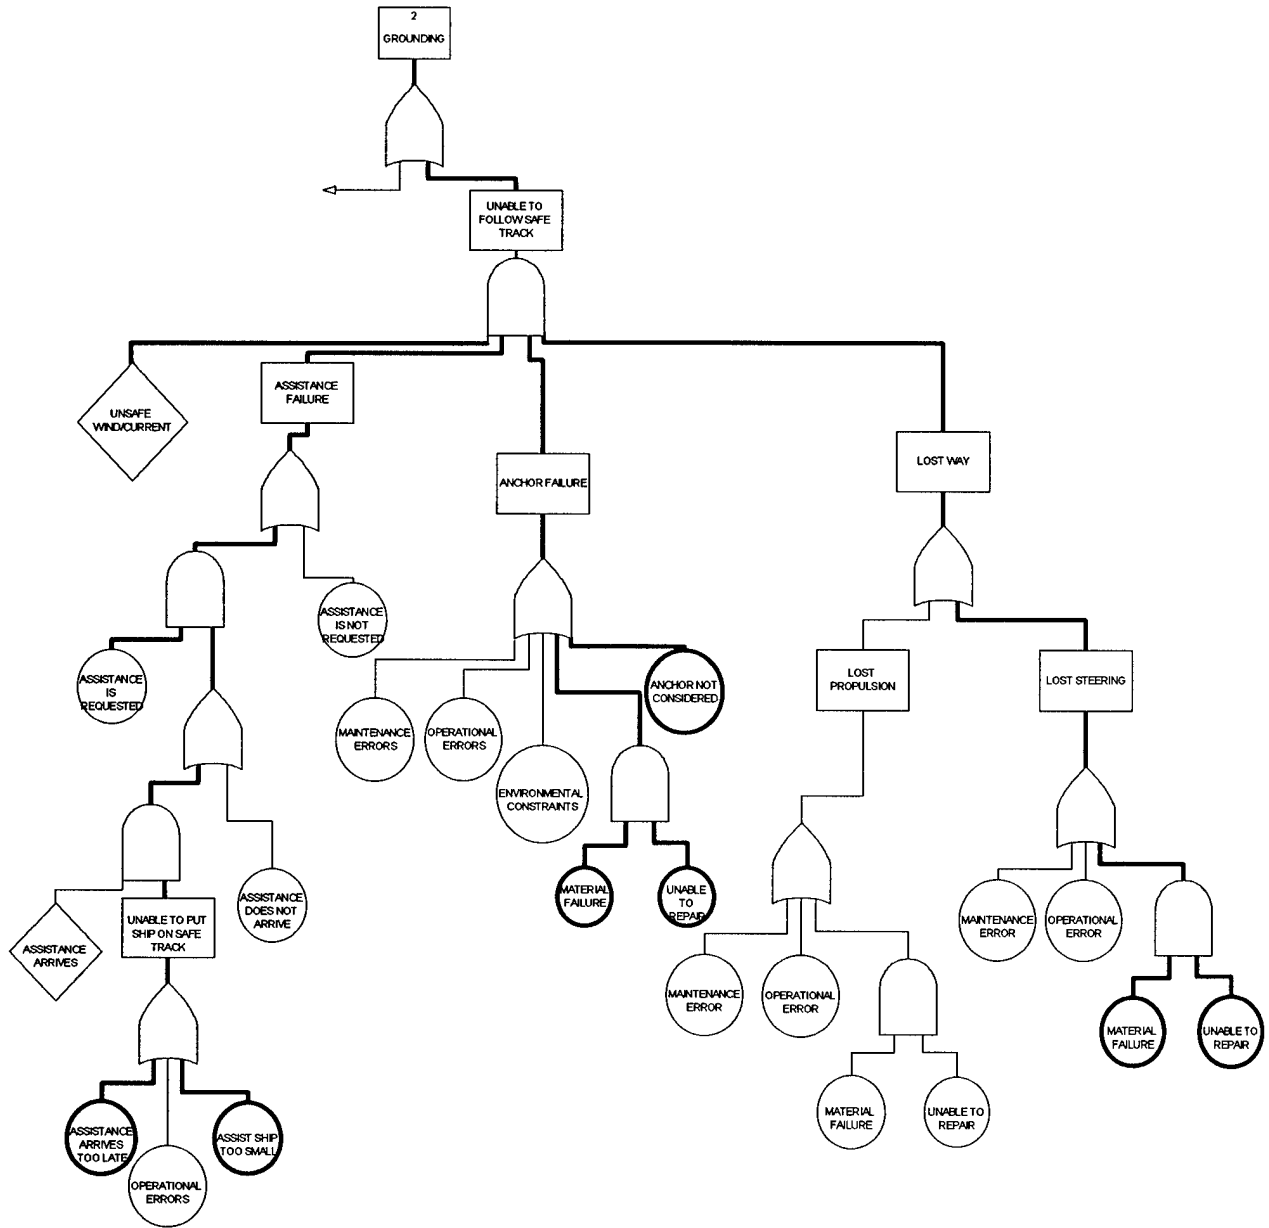 2
GROUNDING
UNABLE TO
FOLLOW SAFE
TRACK
UNSAFE
WIND/CURRENT
ASSISTANCE
FAILURE
ANCHOR FAILURE
LOST WAY
ASSISTANCE
IS NOT
REQUESTED
ASSISTANCE
IS
REQUESTED
ANCHOR NOT
CONSIDERED
LOST
PROPULSION
LOST STEERING
MAINTENANCE
ERRORS
OPERATIONAL
ERRORS
ENVIRONMENTAL
CONSTRAINTS
MATERIAL
FAILURE
UNABLE
TO
REPAIR
ASSISTANCE
DOES NOT
ARRIVE
ASSISTANCE
ARRIVES
UNABLE TO PUT
SHIP ON SAFE
TRACK
MAINTENANCE
ERROR
OPERATIONAL
ERROR
MAINTENANCE
ERROR
OPERATIONAL
ERROR
MATERIAL
FAILURE
UNABLE TO
REPAIR
MATERIAL
FAILURE
UNABLE TO
REPAIR
ASSISTANCE
ARRIVES
TOO LATE
ASSIST SHIP
TOO SMALL
OPERATIONAL
ERRORS